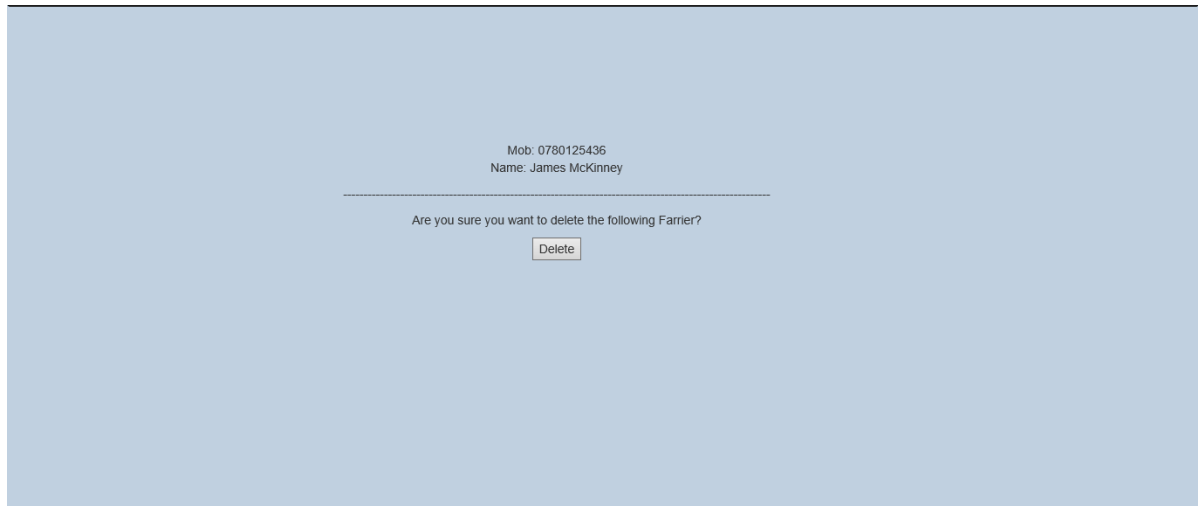 Mob: 0780125436
Name: James McKinney
Are you sure you want to delete the following Farrier?
Delete